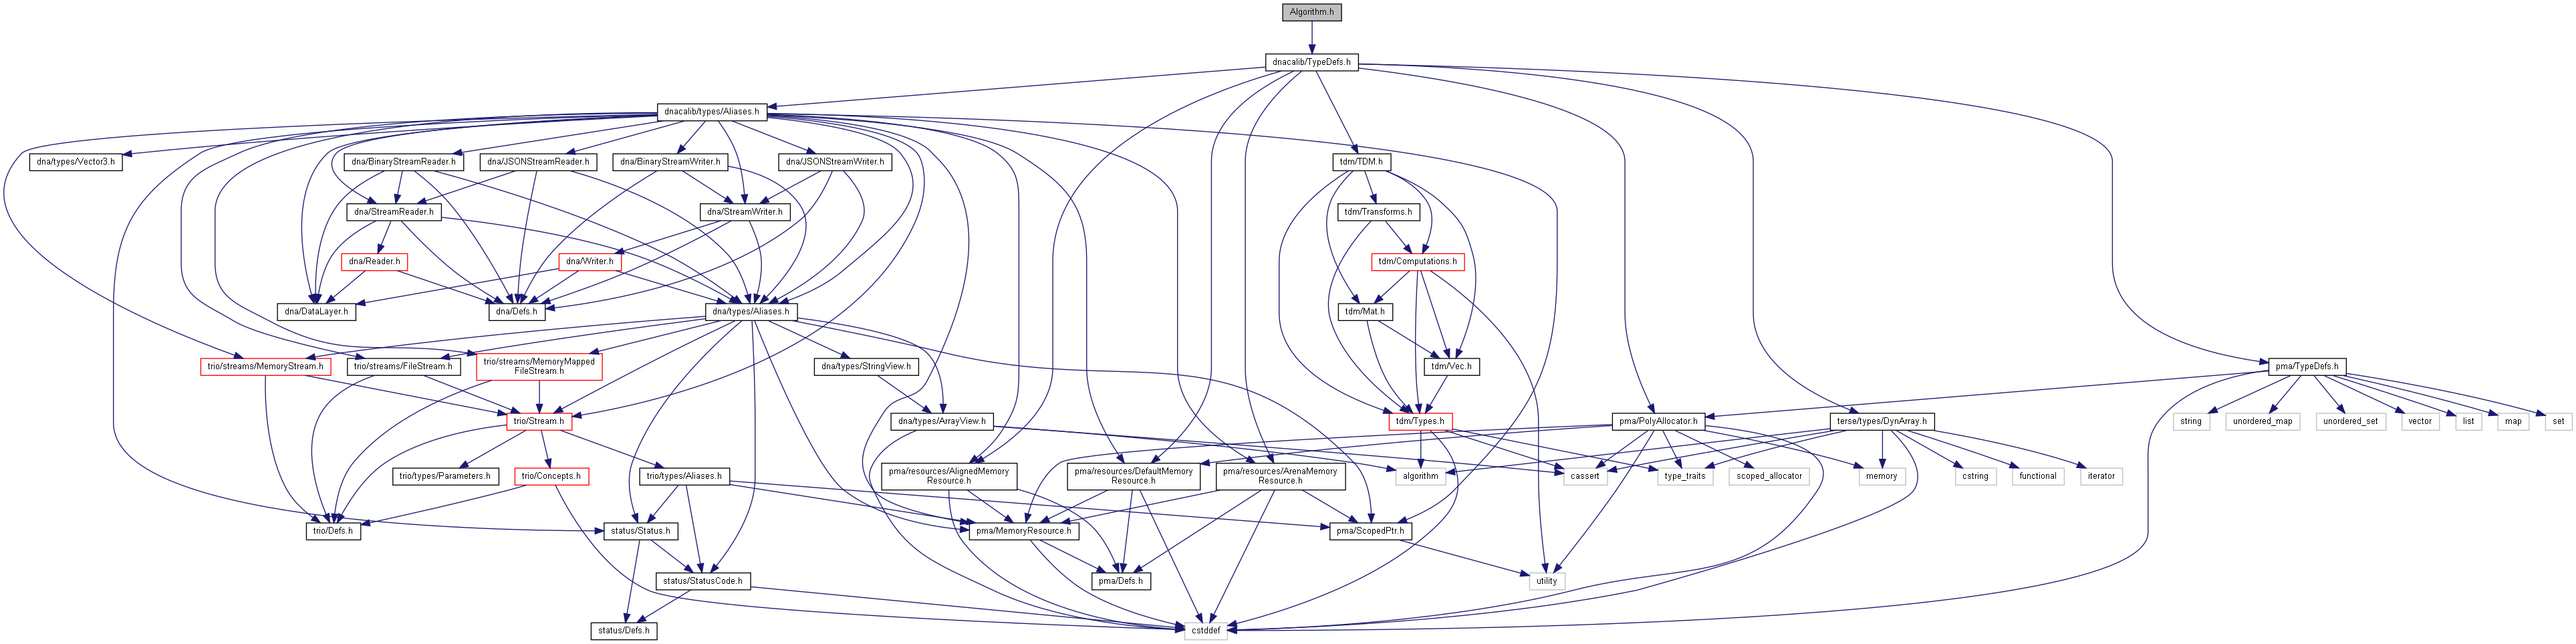 Algorithm.h
dnacalib/TypeDefs.h
dnacalib/types/Aliases.h
dna/types/Vector3.h
dna/BinaryStreamReader.h
dna/JSONStreamReader.h
dna/BinaryStreamWriter.h
dna/JSONStreamWriter.h
tdm/TDM.h
dna/StreamReader.h
dna/StreamWriter.h
tdm/Transforms.h
dna/Reader.h
dna/Writer.h
tdm/Computations.h
dna/DataLayer.h
dna/Defs.h
dna/types/Aliases.h
tdm/Mat.h
trio/streams/MemoryStream.h
trio/streams/FileStream.h
trio/streams/MemoryMapped
FileStream.h
dna/types/StringView.h
tdm/Vec.h
pma/TypeDefs.h
trio/Stream.h
dna/types/ArrayView.h
tdm/Types.h
pma/PolyAllocator.h
terse/types/DynArray.h
string
unordered_map
unordered_set
vector
list
map
set
trio/types/Parameters.h
trio/Concepts.h
trio/types/Aliases.h
pma/resources/AlignedMemory
Resource.h
pma/resources/DefaultMemory
Resource.h
pma/resources/ArenaMemory
Resource.h
algorithm
cassert
type_traits
scoped_allocator
memory
cstring
functional
iterator
trio/Defs.h
status/Status.h
pma/MemoryResource.h
pma/ScopedPtr.h
status/StatusCode.h
pma/Defs.h
utility
status/Defs.h
cstddef